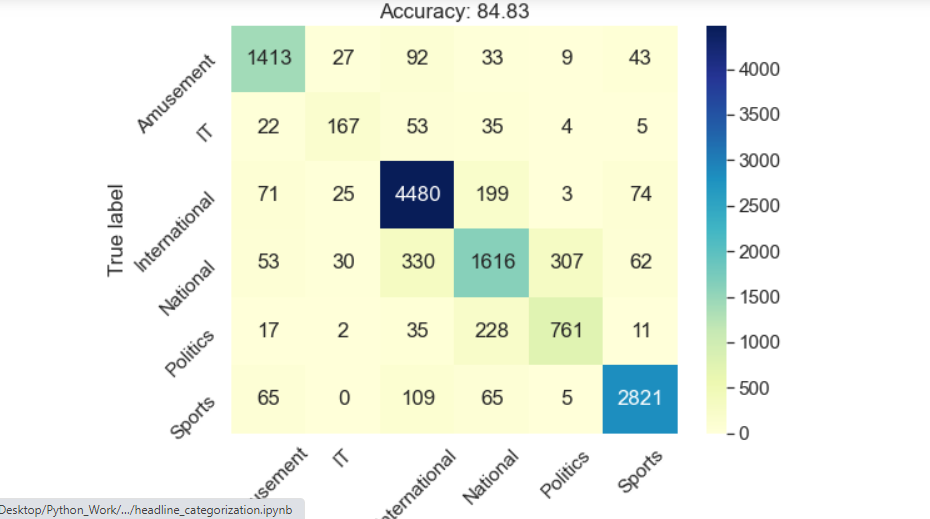 Accuracy: 84.83
True label
Amusement 1413 27 92 33 9 43
IT 22 167 53 35 4 5
International 71 25 4480 199 3 74
National 53 30 330 1616 307 62
Politics 17 2 35 228 761 11
Sports 65 0 109 65 5 2821
usement IT nternational National Politics Sports
4000
3500
3000
2500
2000
1500
1000
500
0
Desktop/Python_Work/.../headline_categorization.ipynb